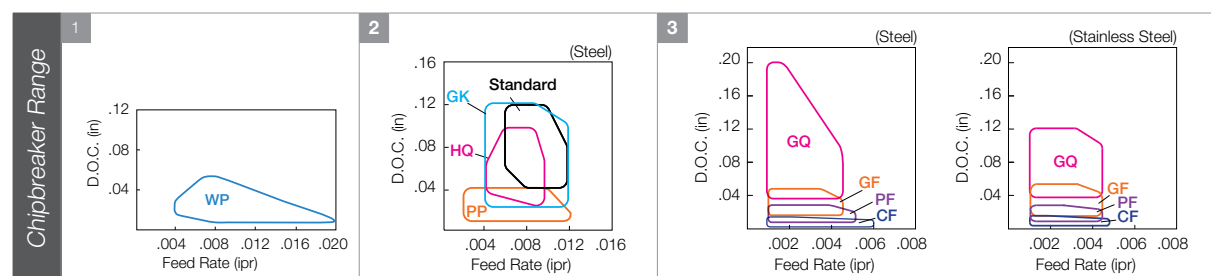 Chipbreaker Range
1
.12
.04
D.O.C. (in)
WP
.004 .008 .012 .016 .020
Feed Rate (ipr)
2
(Steel)
.16
.12
.08
.04
D.O.C. (in)
Standard
GK
HQ
PP
.004 .008 .012 .016
Feed Rate (ipr)
3
(Steel)
.20
.16
.12
.08
.04
D.O.C. (in)
GQ
GF
PF
CF
.002 .004 .006 .008
Feed Rate (ipr)
(Stainless Steel)
.20
.16
.12
.08
.04
D.O.C. (in)
GQ
GF
PF
CF
.002 .004 .006 .008
Feed Rate (ipr)